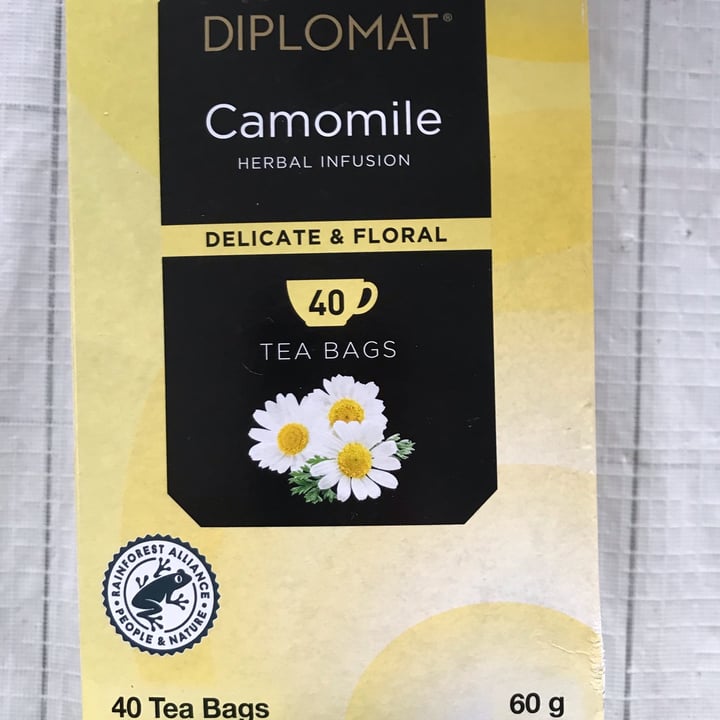 DIPLOMAT®
Camomile
HERBAL INFUSION
DELICATE & FLORAL
40
TEA BAGS
RAINFOREST ALLIANCE
PEOPLE & NATURE
40 Tea Bags
60 g